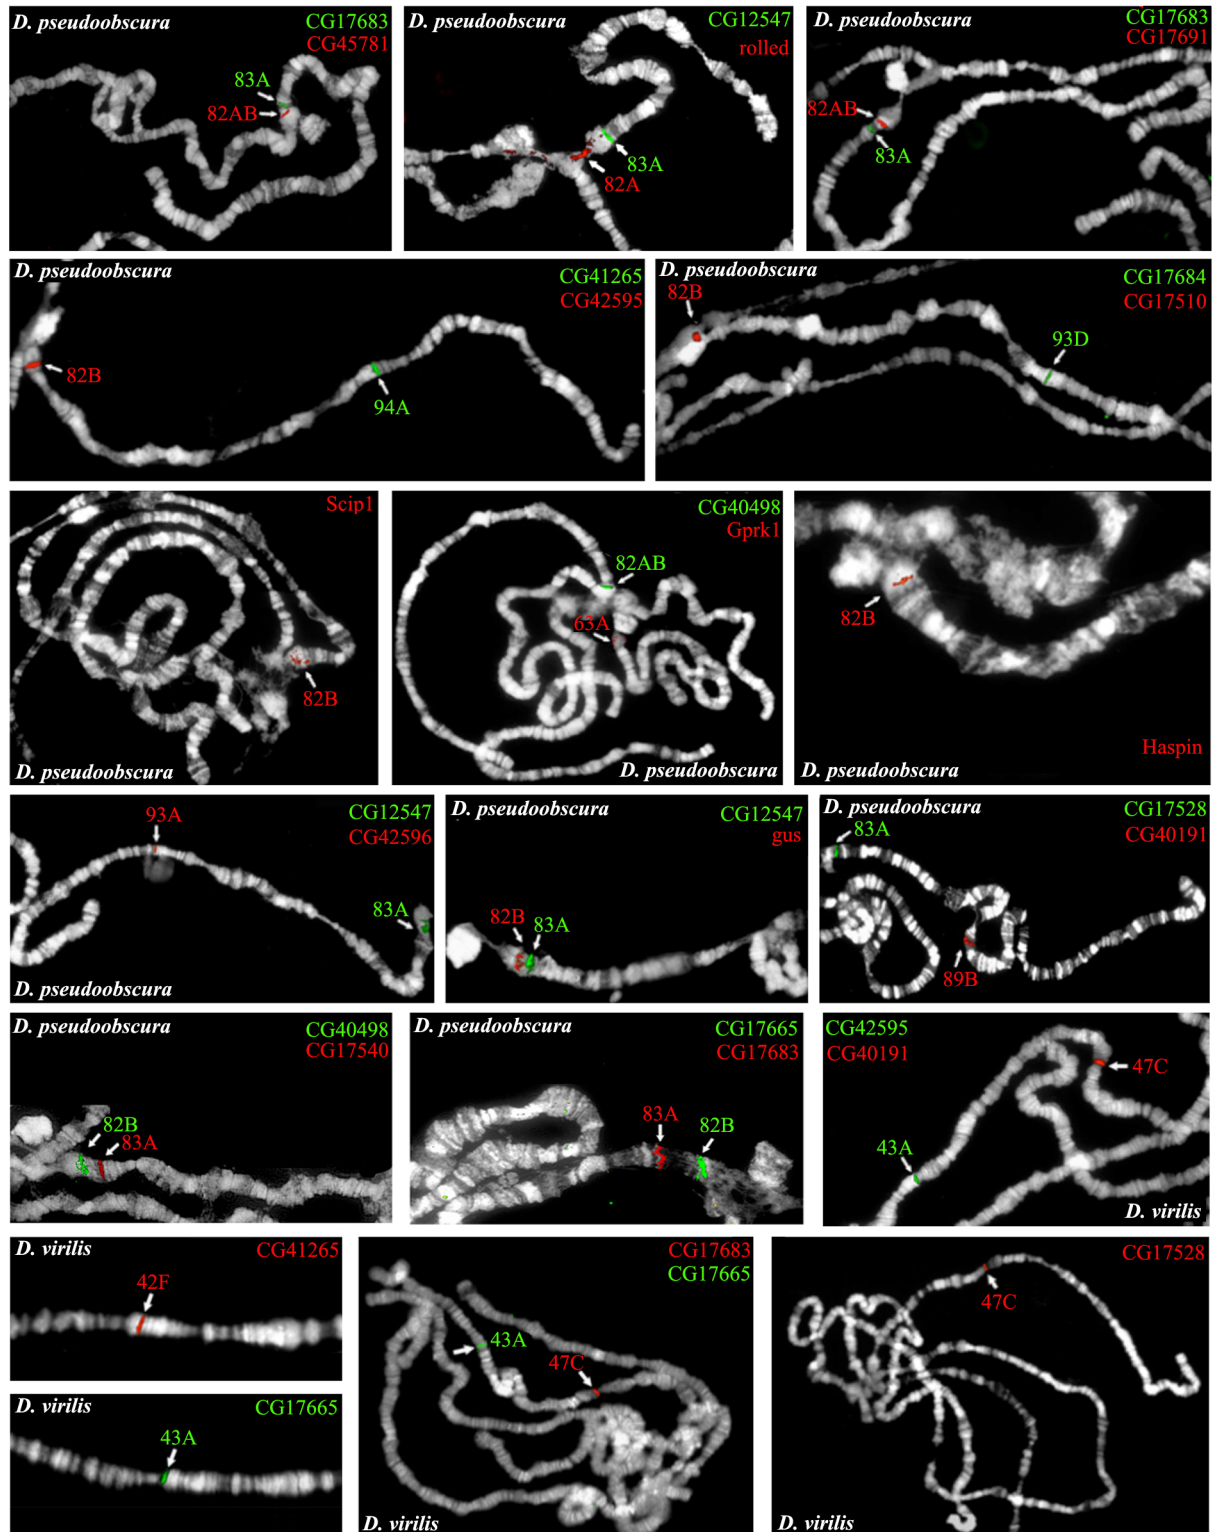 D. pseudoobscura
CG17683
CG45781
83A
82AB
D. pseudoobscura
CG12547
rolled
83A
82A
D. pseudoobscura
CG17683
CG17691
82AB
83A
D. pseudoobscura
CG41265
CG42595
82B
94A
D. pseudoobscura
CG17684
CG17510
82B
93D
Scip1
82B
D. pseudoobscura
CG40498
Gprk1
82AB
63A
D. pseudoobscura
82B
Haspin
D. pseudoobscura
93A
CG12547
CG42596
83A
D. pseudoobscura
D. pseudoobscura
CG12547
gus
82B
83A
D. pseudoobscura
CG17528
CG40191
83A
89B
D. pseudoobscura
CG40498
CG17540
82B
83A
D. pseudoobscura
CG17665
CG17683
83A
82B
CG42595
CG40191
47C
43A
D. virilis
D. virilis
CG41265
42F
D. virilis
CG17665
43A
CG17683
CG17665
43A
47C
D. virilis
CG17528
47C
D. virilis